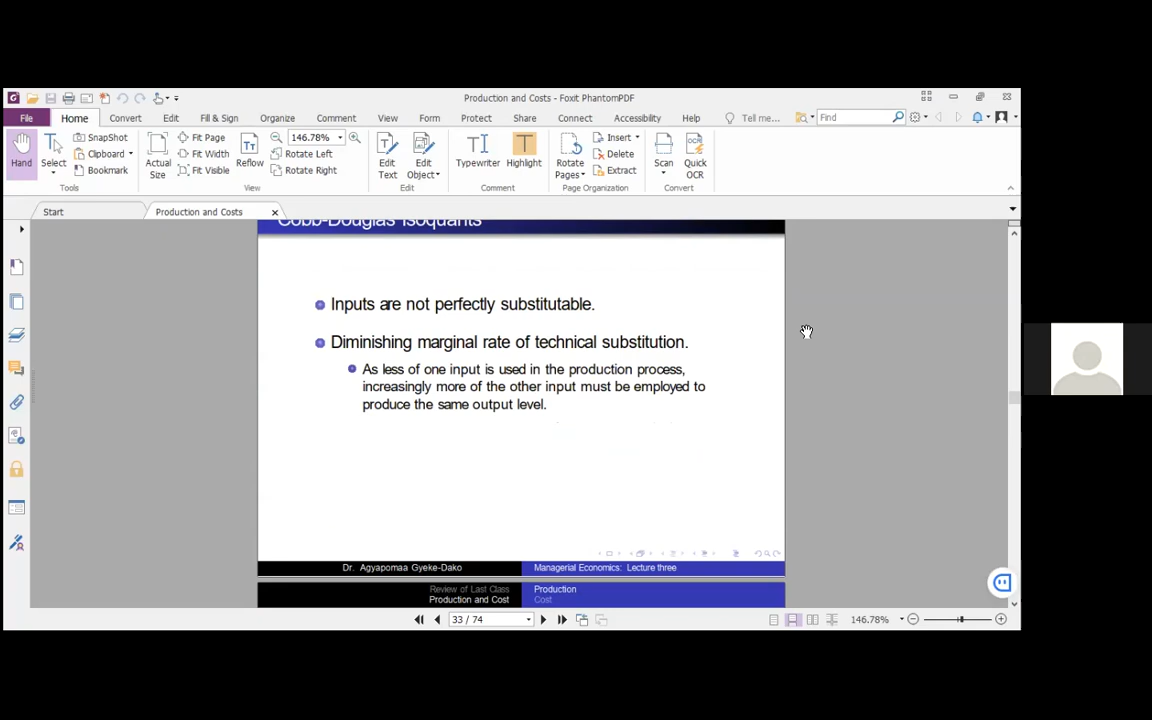 Production and Costs - Foxit PhantomPDF
File Home Convert Edit Fill & Sign Organize Comment View Form Protect Share Connect Accessibility Help Tell me... Find
Hand
Select
SnapShot
Clipboard
Bookmark
Tools
Actual Size
Fit Page
Fit Width
Fit Visible
Reflow
146.78%
Rotate Left
Rotate Right
View
Edit Text
Edit Object
Edit
Typewriter
Highlight
Comment
Rotate Pages
Insert
Delete
Extract
Page Organization
Scan
Quick OCR
Convert
Start
Production and Costs
Cobb-Douglas Isoquants
Inputs are not perfectly substitutable.
Diminishing marginal rate of technical substitution.
As less of one input is used in the production process,
increasingly more of the other input must be employed to
produce the same output level.
Dr. Agyapomaa Gyeke-Dako
Managerial Economics: Lecture three
Review of Last Class
Production and Cost
Production
Cost
33 / 74
146.78%